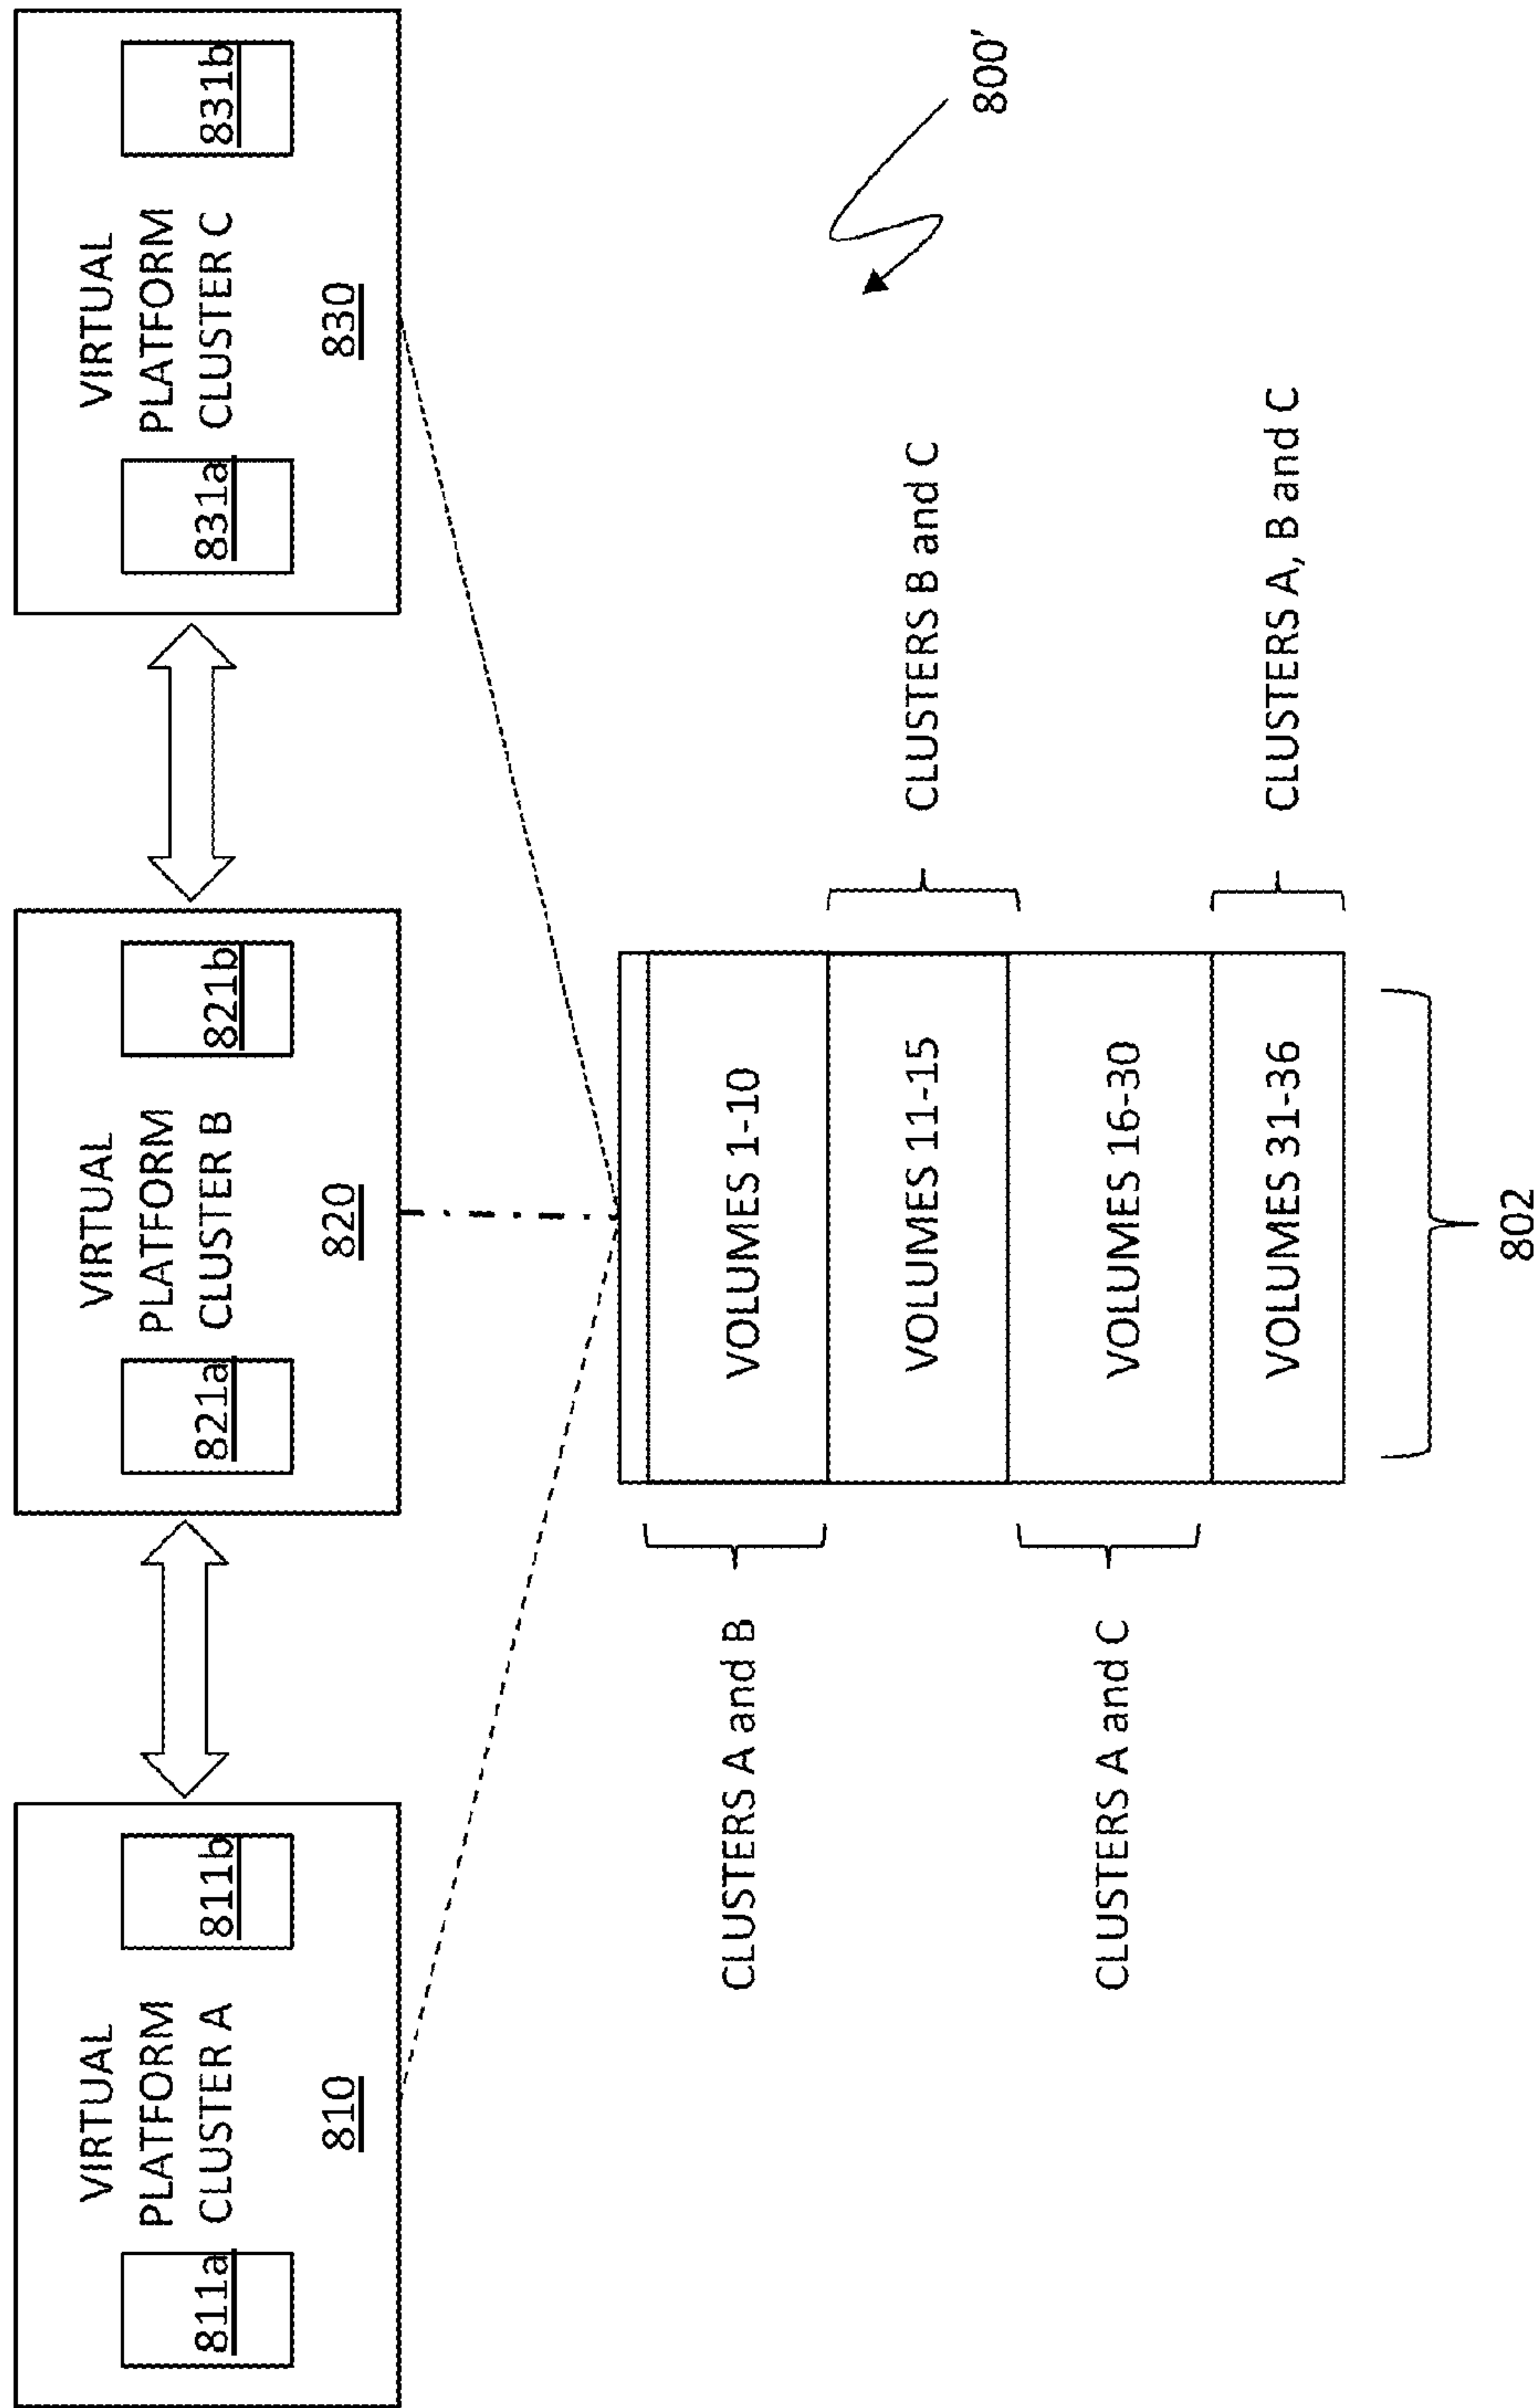 VIRTUAL
PLATFORM
CLUSTER A
811a
811b
810
VIRTUAL
PLATFORM
CLUSTER B
821a
821b
820
VIRTUAL
PLATFORM
CLUSTER C
831a
831b
830
CLUSTERS A and B
VOLUMES 1-10
VOLUMES 11-15
CLUSTERS B and C
CLUSTERS A and C
VOLUMES 16-30
VOLUMES 31-36
CLUSTERS A, B and C
802
800'